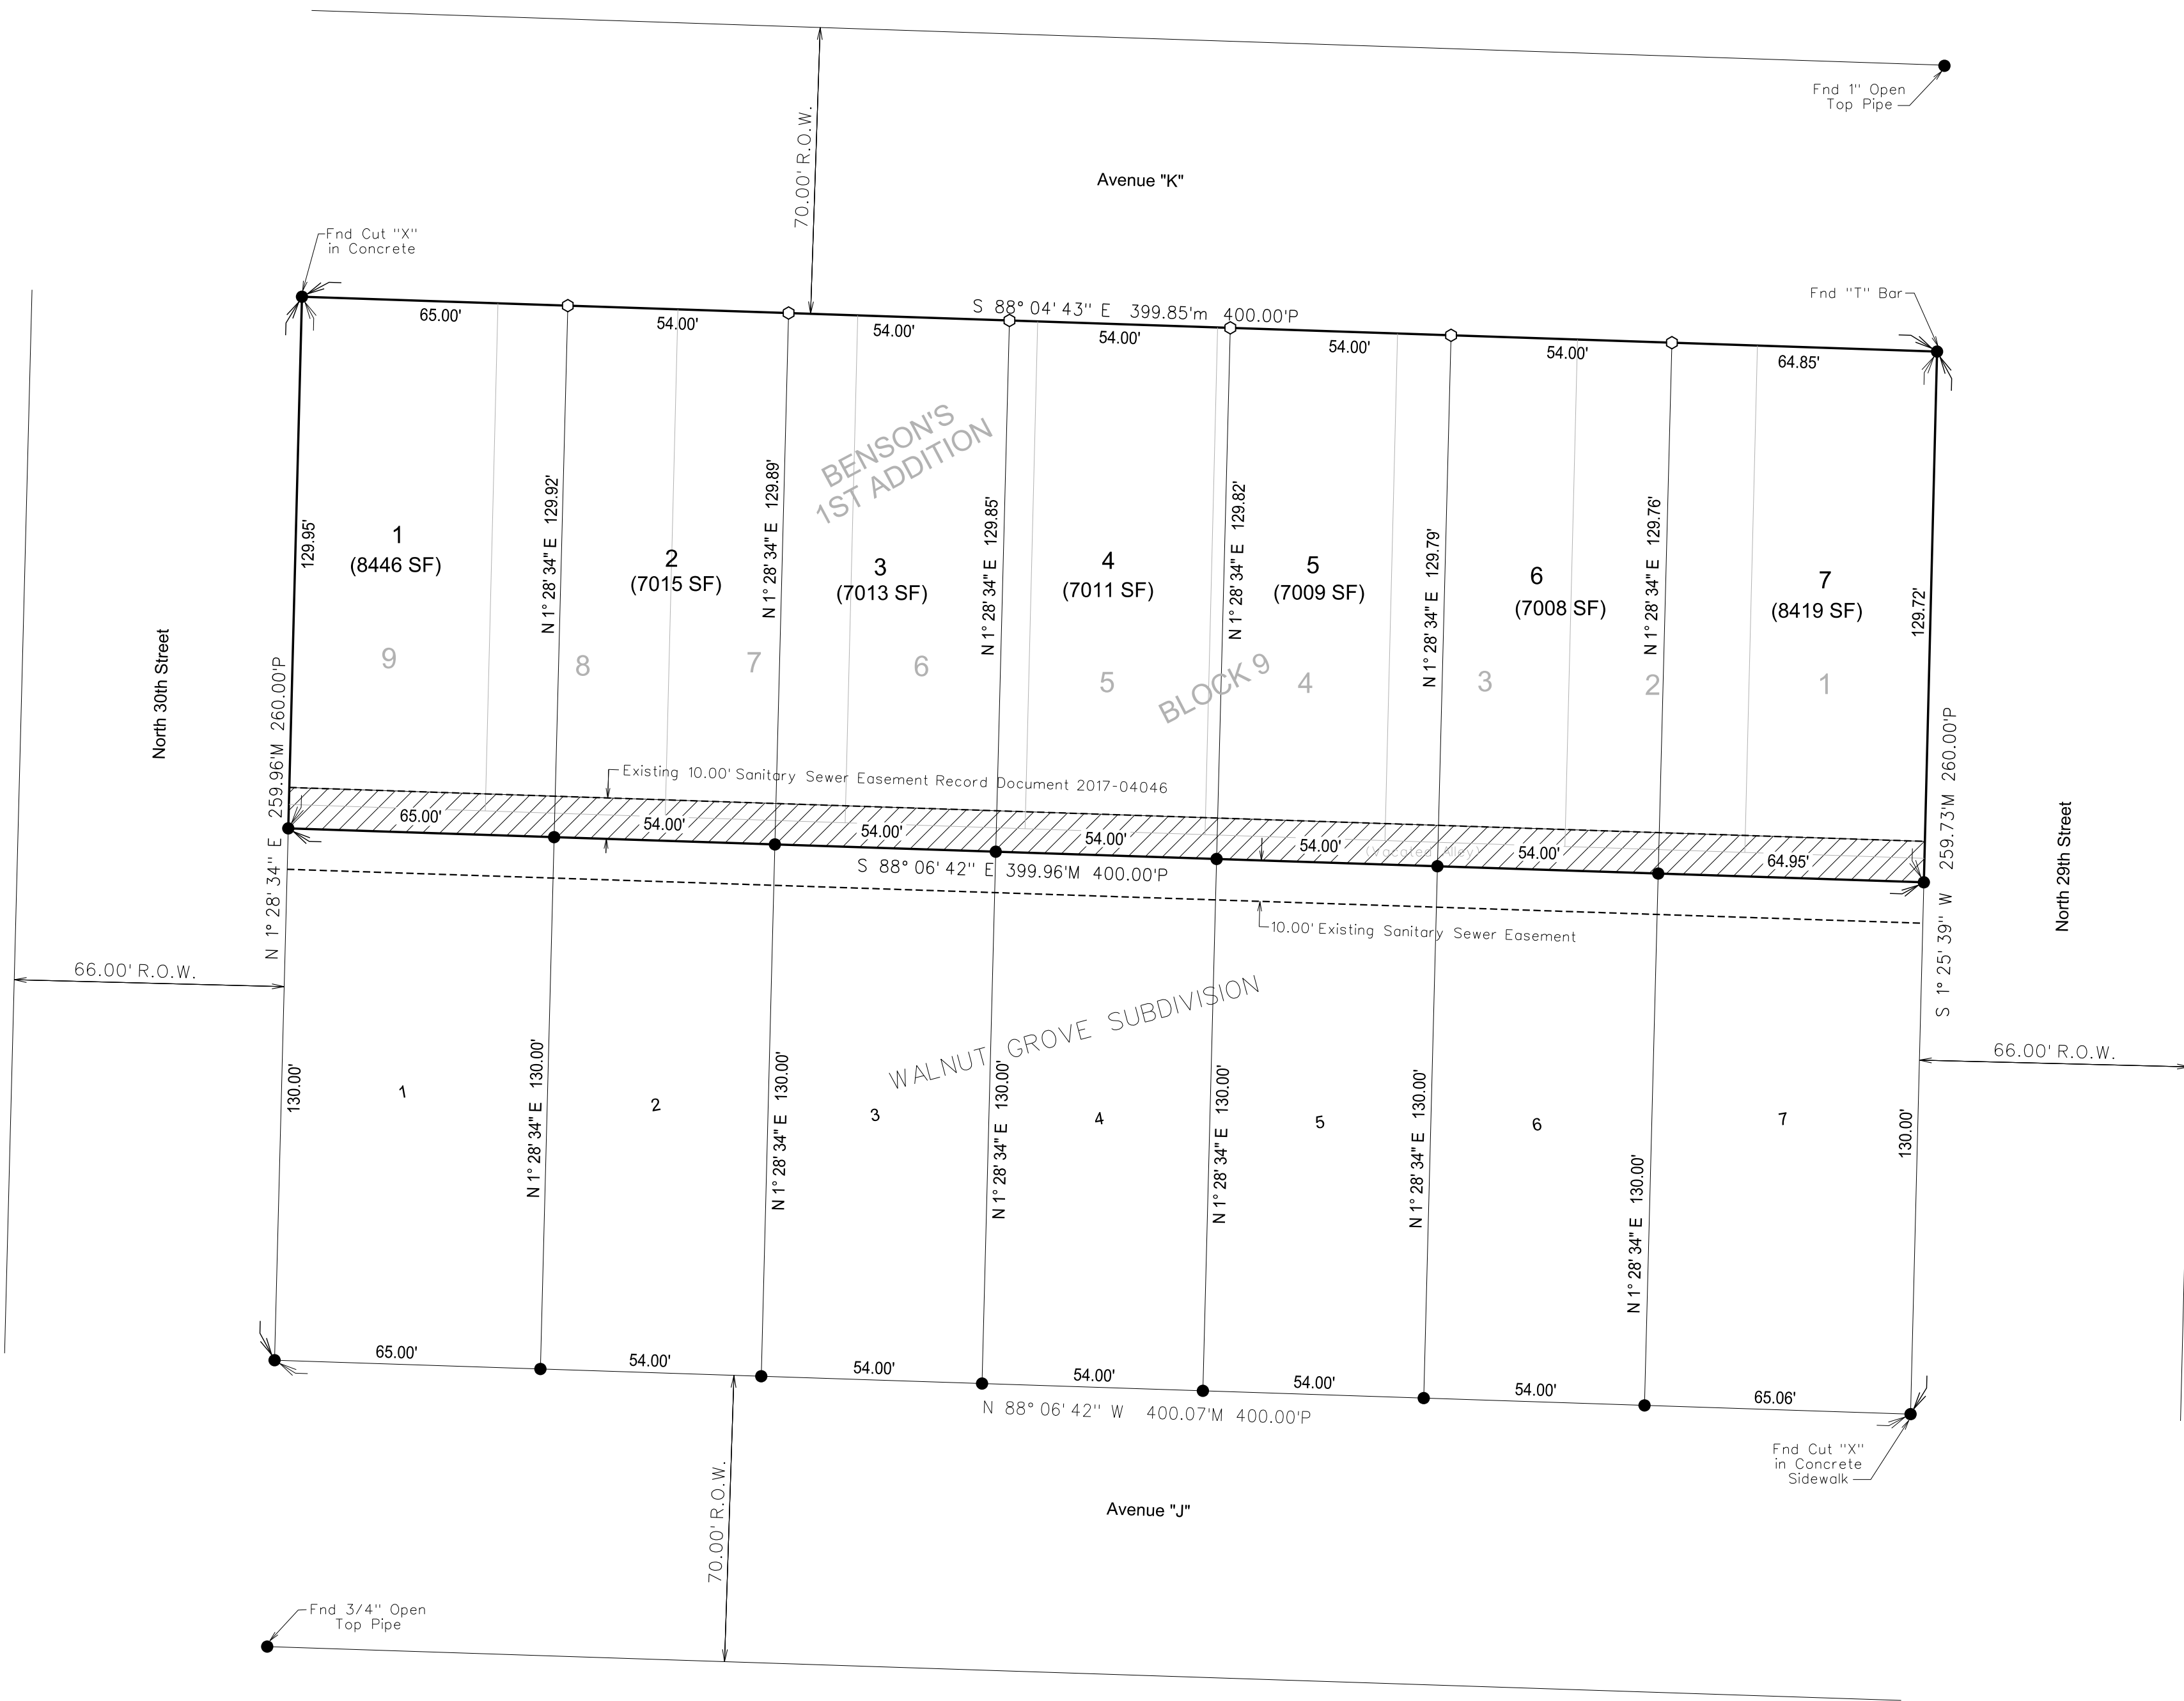 Fnd 1" Open
Top Pipe
70.00' R.O.W.
Avenue "K"
Fnd Cut "X"
in Concrete
Fnd "T" Bar
S 88° 04' 43" E 399.85'm 400.00'P
65.00'
54.00'
54.00'
54.00'
54.00'
54.00'
64.85'
BENSON'S
1ST ADDITION
129.95'
N 1° 28' 34" E 129.92'
N 1° 28' 34" E 129.89'
N 1° 28' 34" E 129.85'
N 1° 28' 34" E 129.82'
N 1° 28' 34" E 129.79'
N 1° 28' 34" E 129.76'
129.72'
1
(8446 SF)
2
(7015 SF)
3
(7013 SF)
4
(7011 SF)
5
(7009 SF)
6
(7008 SF)
7
(8419 SF)
9
8
7
6
5
4
3
2
1
BLOCK 9
North 30th Street
N 1° 28' 34" E 259.96'M 260.00'P
North 29th Street
S 1° 25' 39" W 259.73'M 260.00'P
Existing 10.00' Sanitary Sewer Easement Record Document 2017-04046
65.00'
54.00'
54.00'
54.00'
54.00'
54.00'
64.95'
(Vacated Alley)
S 88° 06' 42" E 399.96'M 400.00'P
10.00' Existing Sanitary Sewer Easement
66.00' R.O.W.
66.00' R.O.W.
WALNUT GROVE SUBDIVISION
130.00'
N 1° 28' 34" E 130.00'
N 1° 28' 34" E 130.00'
N 1° 28' 34" E 130.00'
N 1° 28' 34" E 130.00'
N 1° 28' 34" E 130.00'
N 1° 28' 34" E 130.00'
130.00'
1
2
3
4
5
6
7
65.00'
54.00'
54.00'
54.00'
54.00'
54.00'
65.06'
N 88° 06' 42" W 400.07'M 400.00'P
Fnd Cut "X"
in Concrete
Sidewalk
70.00' R.O.W.
Avenue "J"
Fnd 3/4" Open
Top Pipe